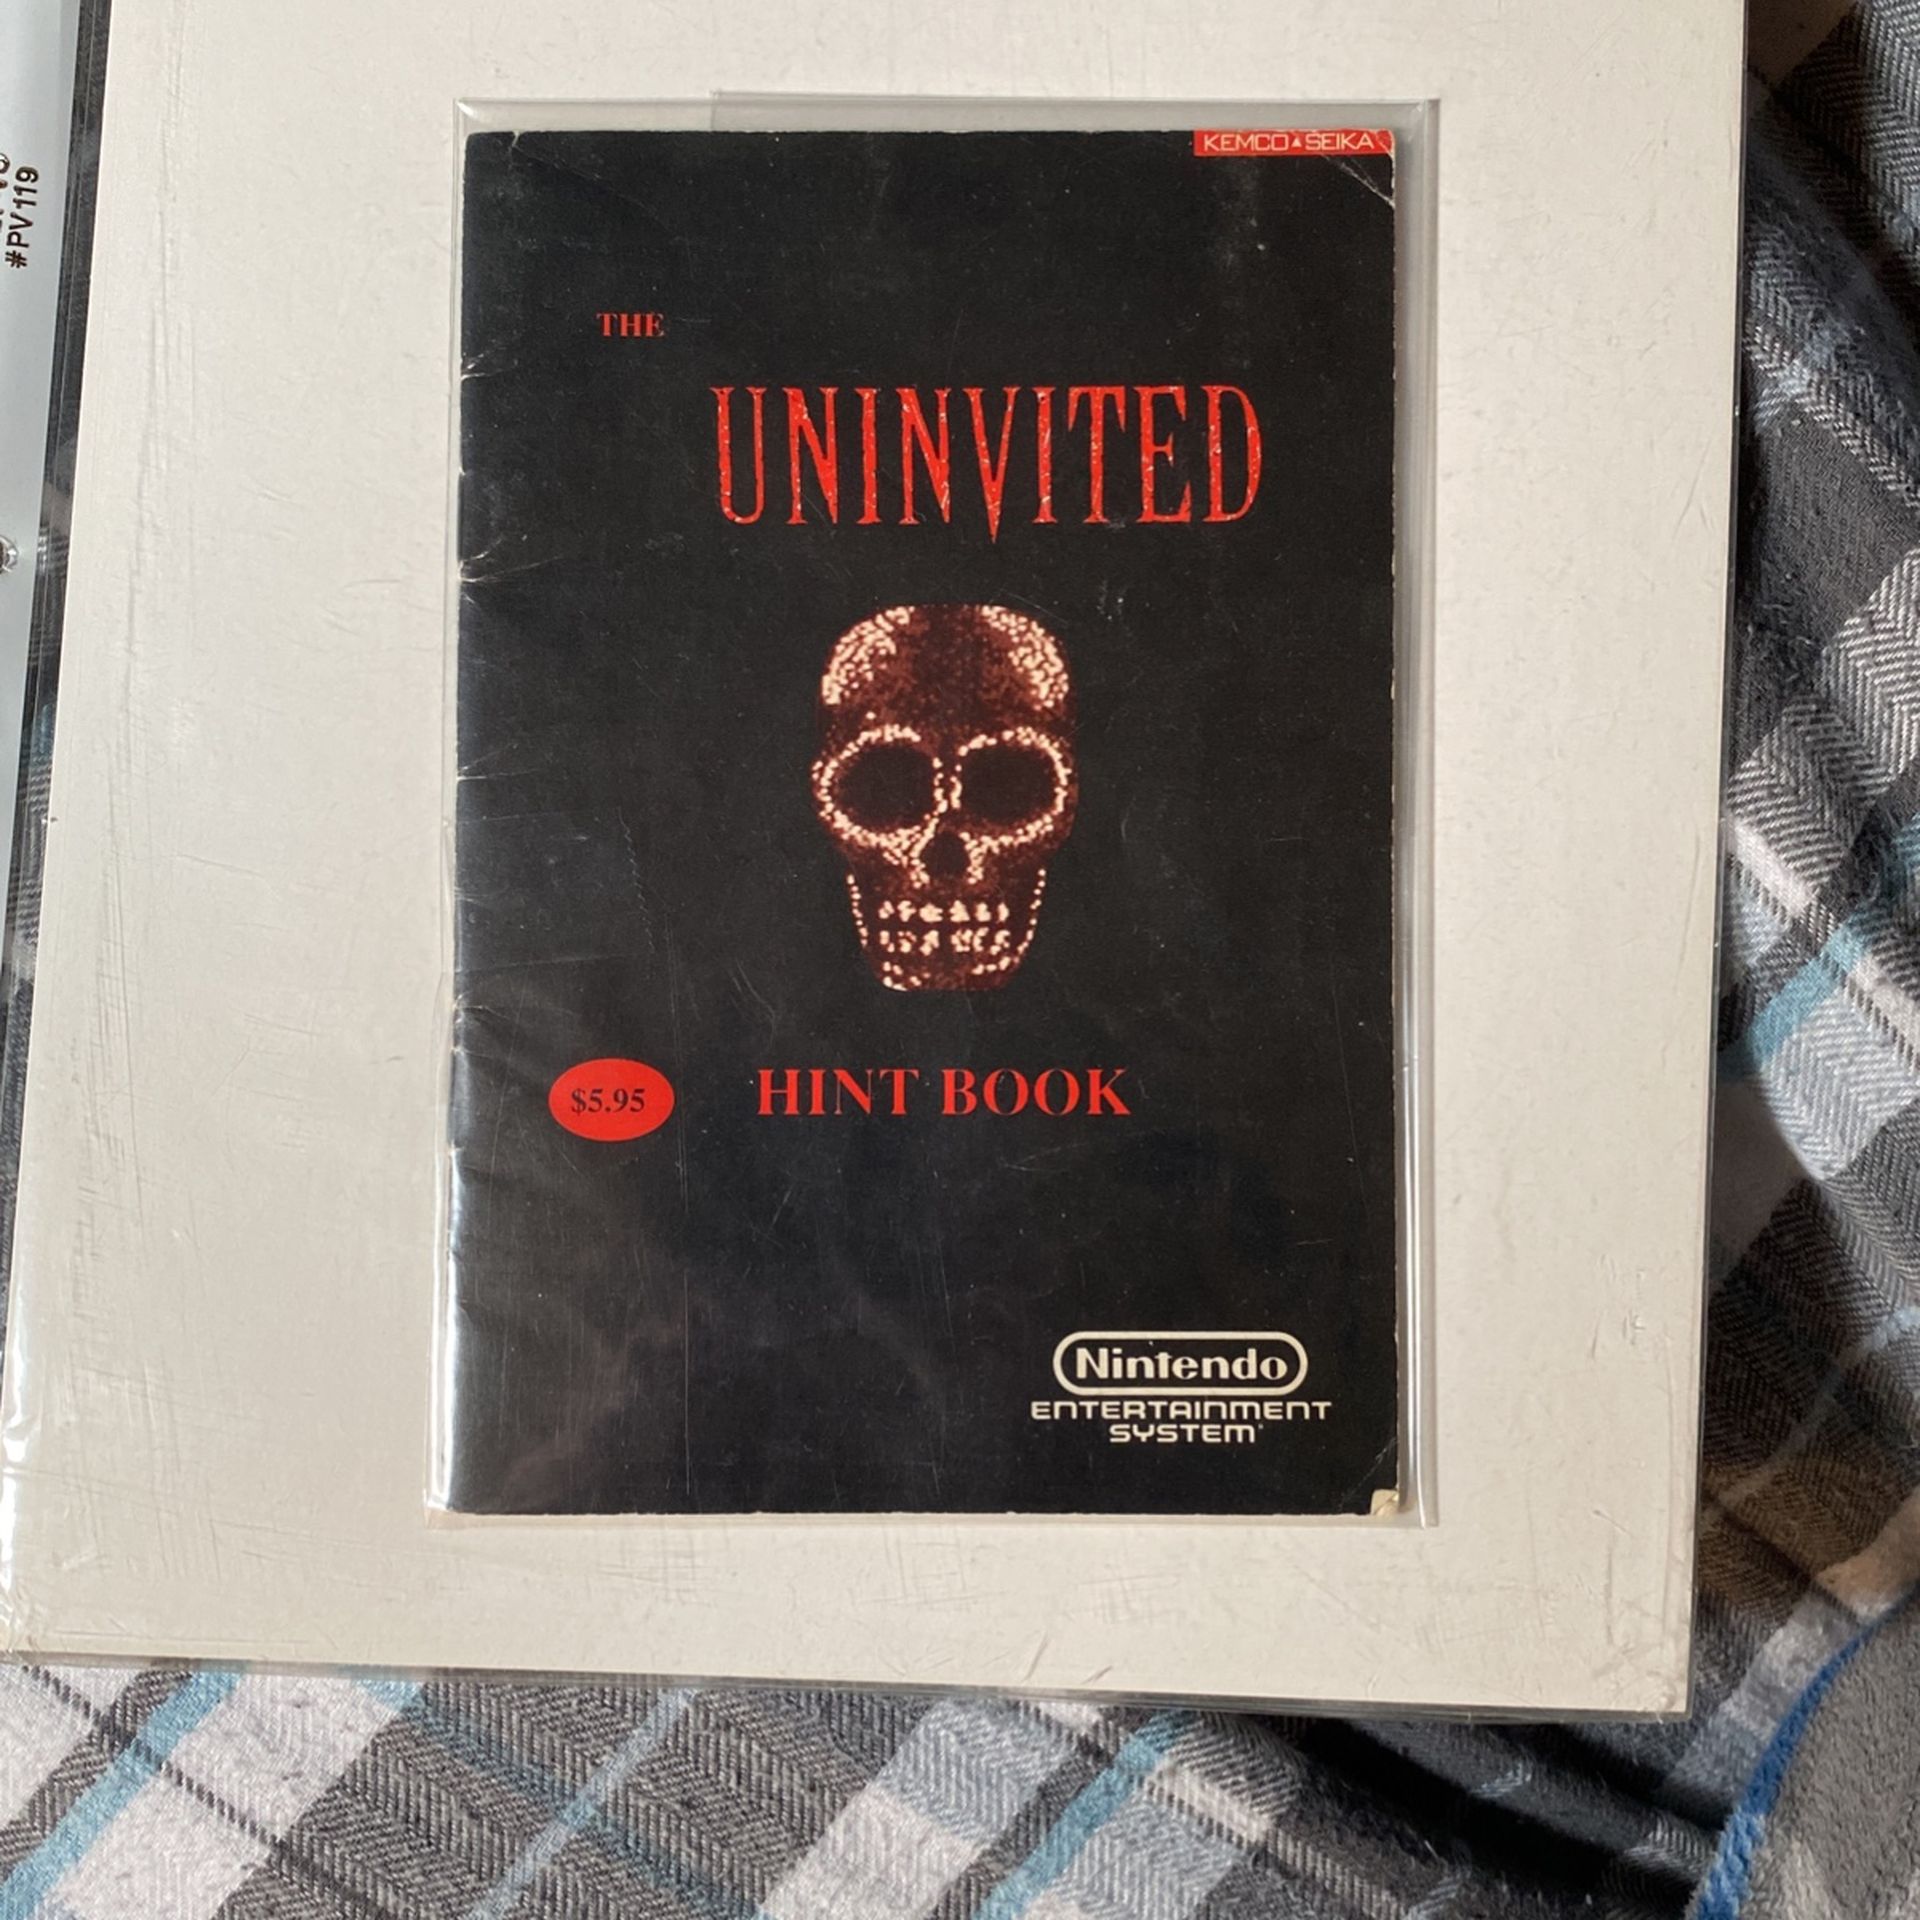 #PV119
KEMCO▲SEIKA
THE
UNINVITED
$5.95
HINT BOOK
Nintendo
ENTERTAINMENT
SYSTEM